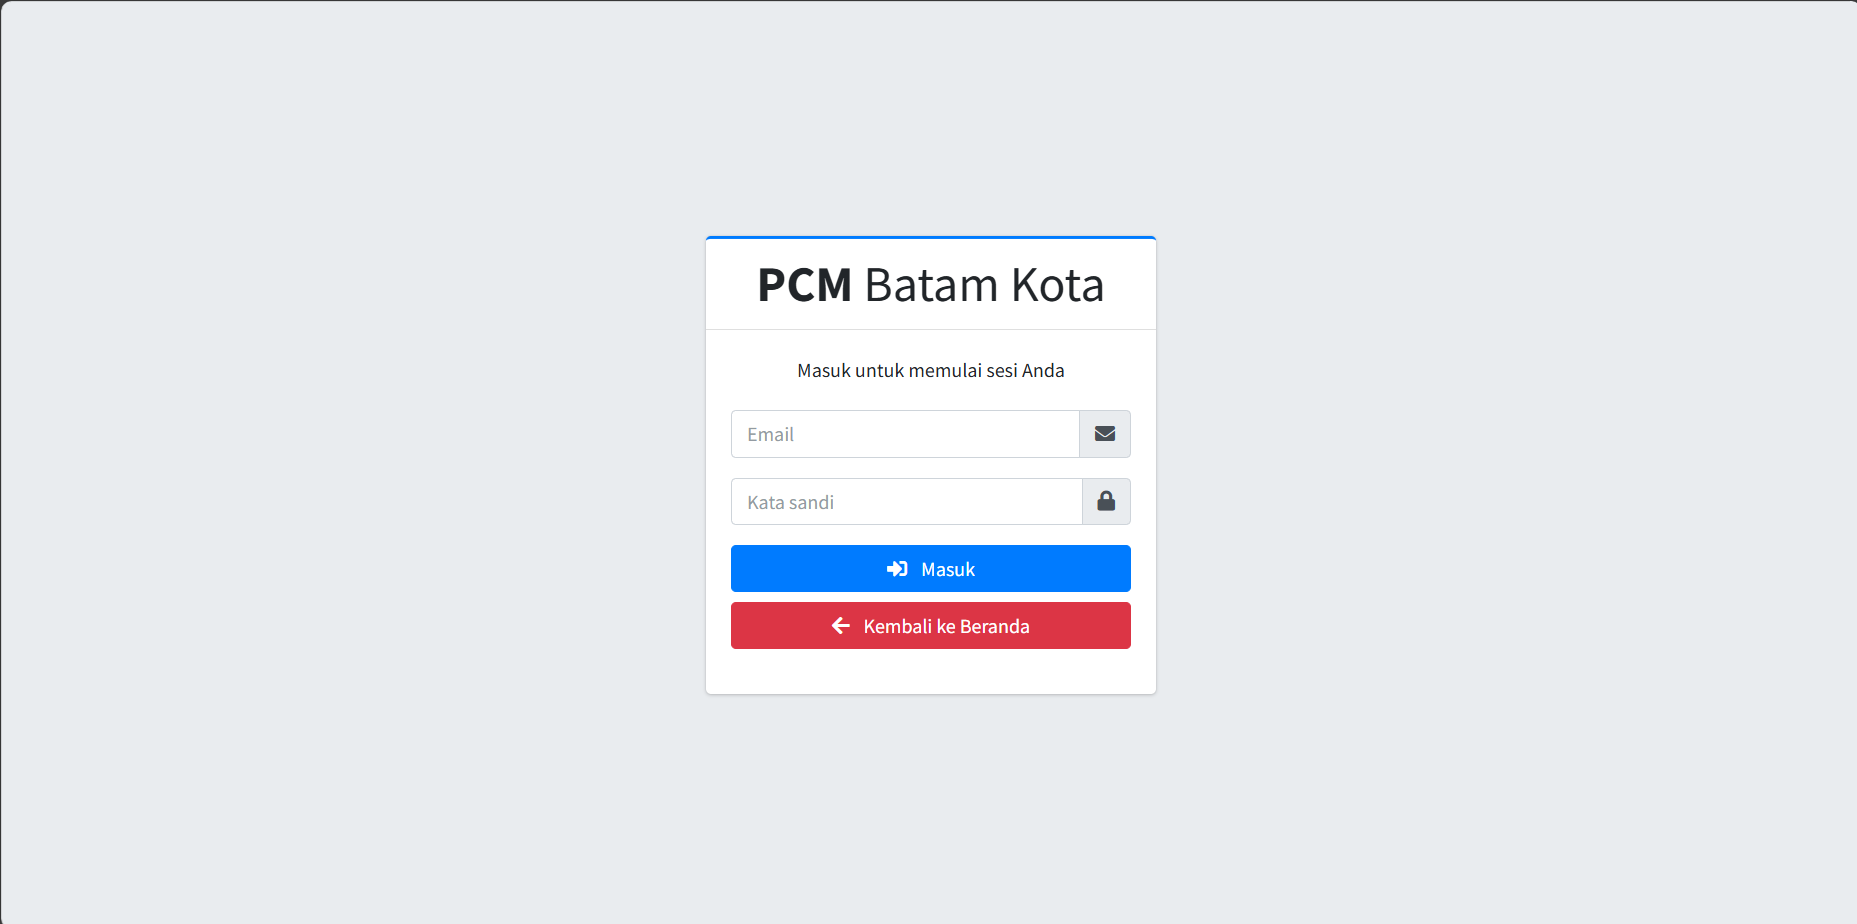 PCM Batam Kota
Masuk untuk memulai sesi Anda
Email
Kata sandi
Masuk
Kembali ke Beranda